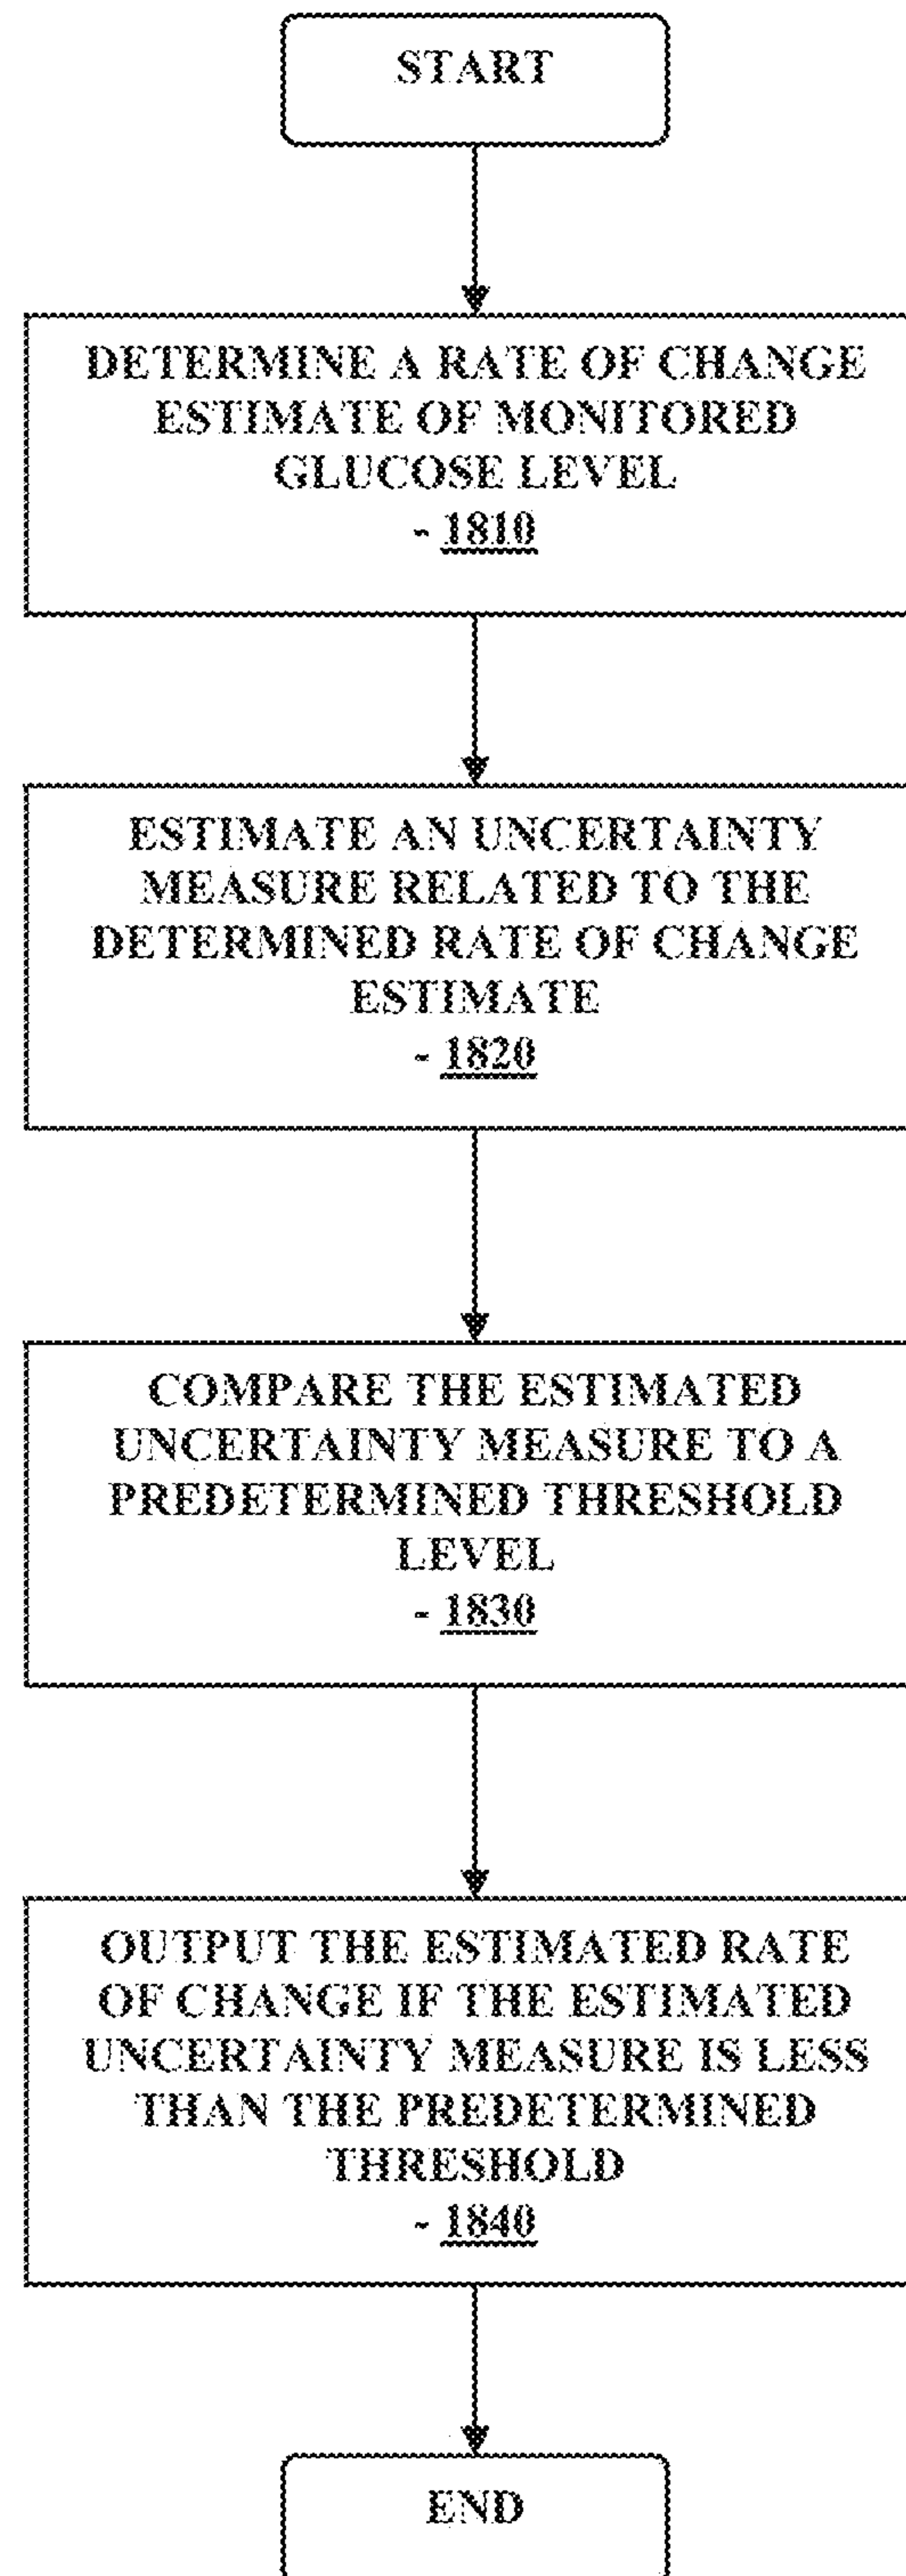 START
DETERMINE A RATE OF CHANGE
ESTIMATE OF MONITORED
GLUCOSE LEVEL
- 1810
ESTIMATE AN UNCERTAINTY
MEASURE RELATED TO THE
DETERMINED RATE OF CHANGE
ESTIMATE
- 1820
COMPARE THE ESTIMATED
UNCERTAINTY MEASURE TO A
PREDETERMINED THRESHOLD
LEVEL
- 1830
OUTPUT THE ESTIMATED RATE
OF CHANGE IF THE ESTIMATED
UNCERTAINTY MEASURE IS LESS
THAN THE PREDETERMINED
THRESHOLD
- 1840
END